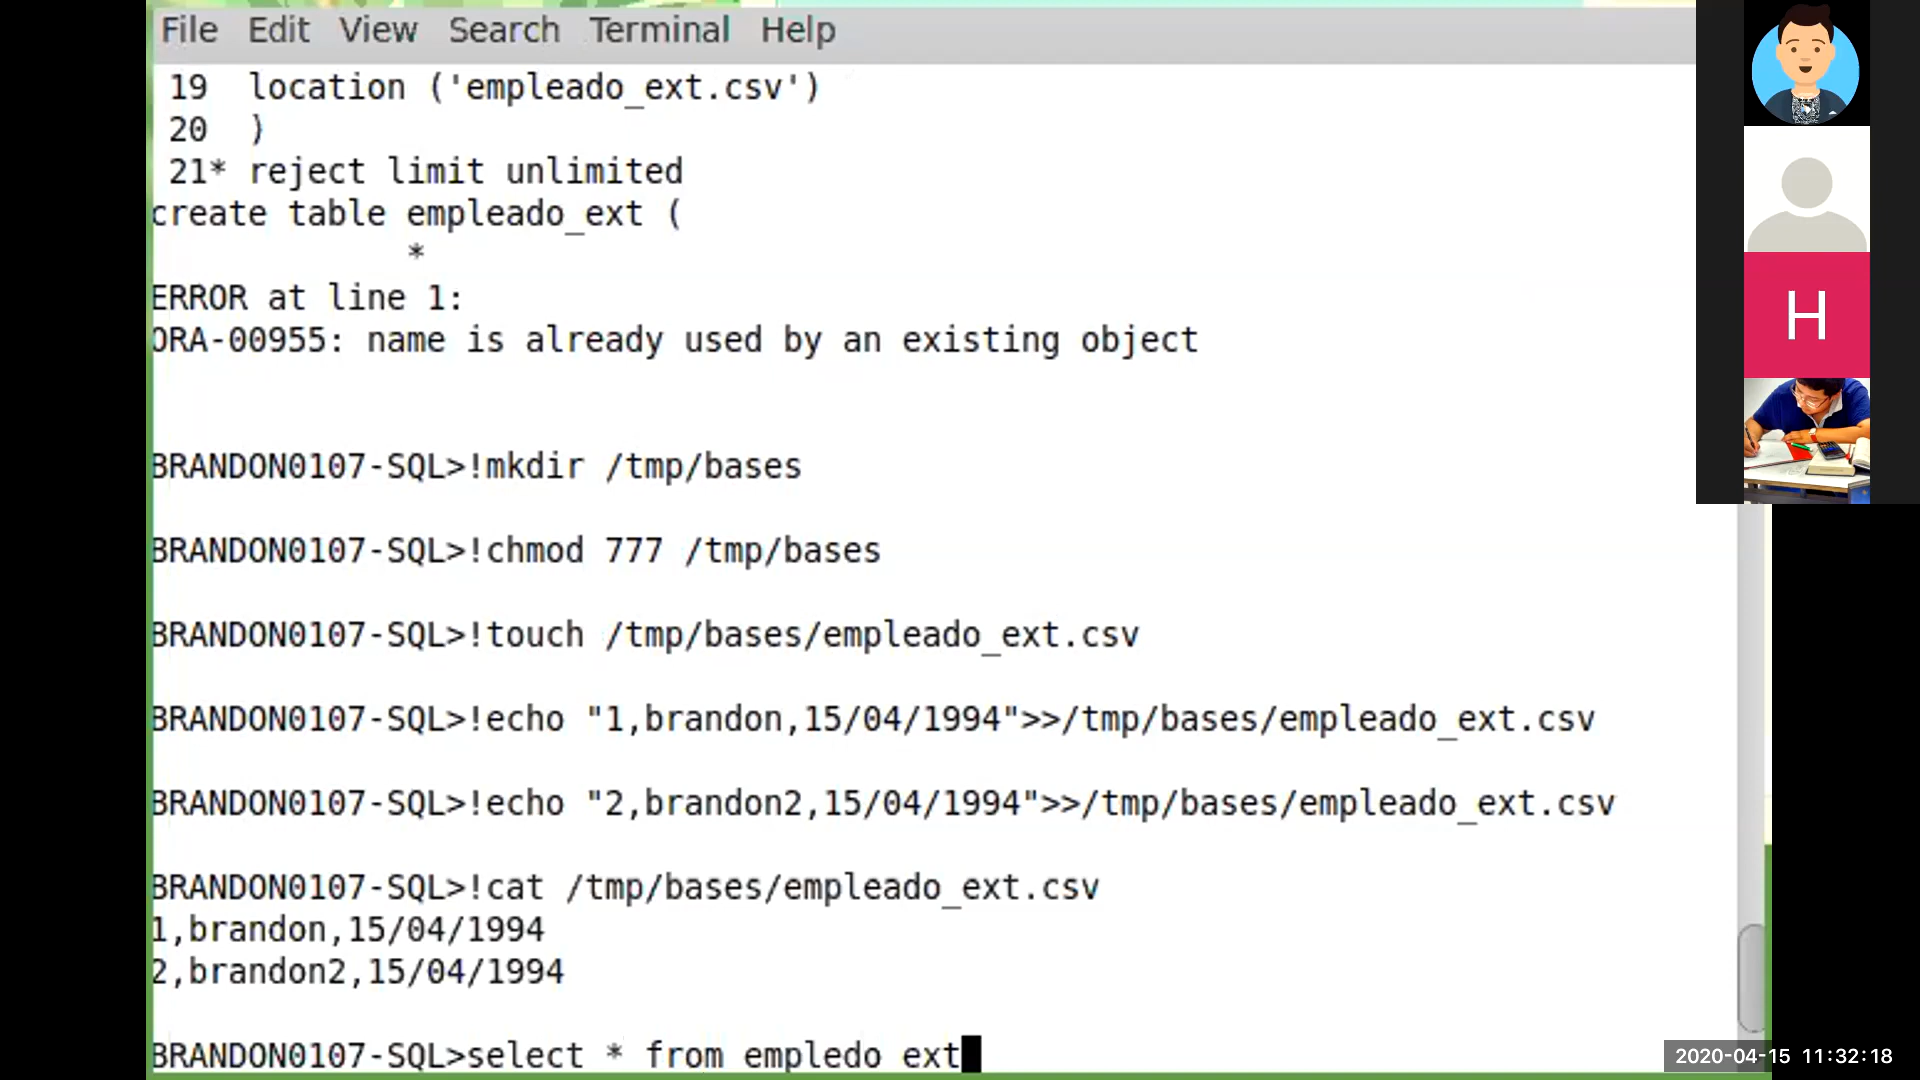 File Edit View Search Terminal Help
19 location ('empleado_ext.csv')
20 )
21* reject limit unlimited
create table empleado_ext (
*
ERROR at line 1:
ORA-00955: name is already used by an existing object
BRANDON0107-SQL>!mkdir /tmp/bases
BRANDON0107-SQL>!chmod 777 /tmp/bases
BRANDON0107-SQL>!touch /tmp/bases/empleado_ext.csv
BRANDON0107-SQL>!echo "1,brandon,15/04/1994">>/tmp/bases/empleado_ext.csv
BRANDON0107-SQL>!echo "2,brandon2,15/04/1994">>/tmp/bases/empleado_ext.csv
BRANDON0107-SQL>!cat /tmp/bases/empleado_ext.csv
1,brandon,15/04/1994
2,brandon2,15/04/1994
BRANDON0107-SQL>select * from empledo_ext
H
2020-04-15 11:32:18